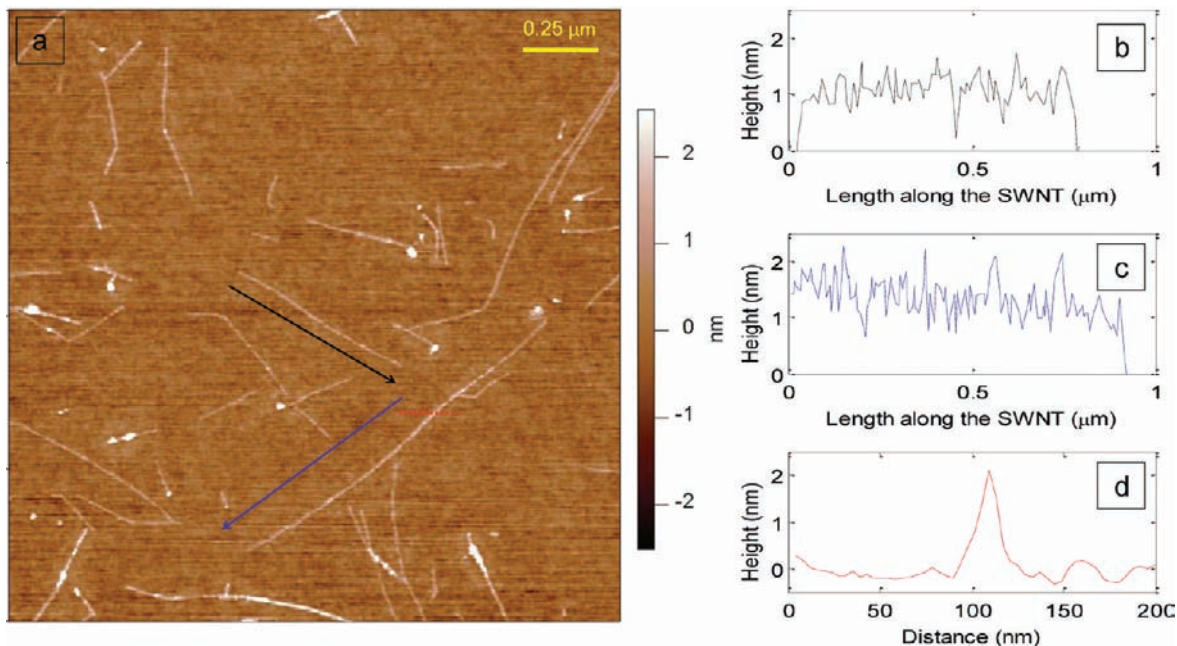 a
0.25 μm
2
1
0
-1
-2
nm
b
Height (nm)
2
1
0
0
0.5
1
Length along the SWNT (μm)
c
Height (nm)
2
1
0
0
0.5
1
Length along the SWNT (μm)
d
Height (nm)
2
1
0
0
50
100
150
200
Distance (nm)